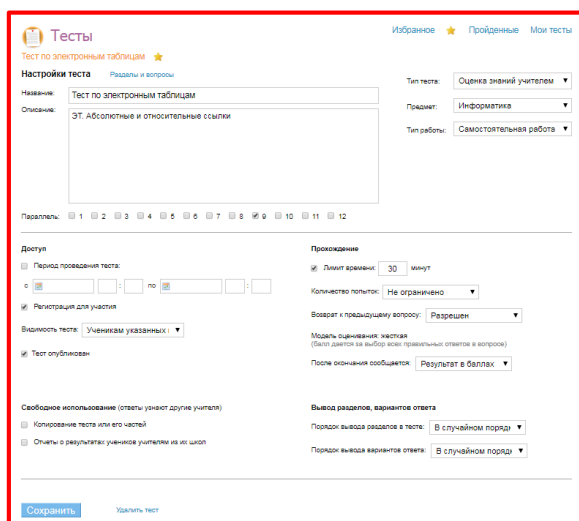 Тесты
Избранное Пройденные Мои тесты
Тест по электронным таблицам
Настройки теста Разделы и вопросы
Тип теста: Оценка знаний учителем
Название: Тест по электронным таблицам
Предмет: Информатика
Описание: ЭТ. Абсолютные и относительные ссылки
Тип работы: Самостоятельная работа
Параллель: 1 2 3 4 5 6 7 8 9 10 11 12
Доступ
Период проведения теста:
с : по :
Регистрация для участия
Видимость теста: Ученикам указанных
Тест опубликован
Прохождение
Лимит времени: 30 минут
Количество попыток: Не ограничено
Возврат к предыдущему вопросу: Разрешен
Модель оценивания: жесткая
(балл дается за выбор всех правильных ответов в вопросе)
После окончания сообщается: Результат в баллах
Свободное использование (ответы узнают другие учителя)
Копирование теста или его частей
Отчеты о результатах учеников учителям из их школ
Вывод разделов, вариантов ответа
Порядок вывода разделов в тесте: В случайном порядк
Порядок вывода вариантов ответа: В случайном порядк
Сохранить Удалить тест